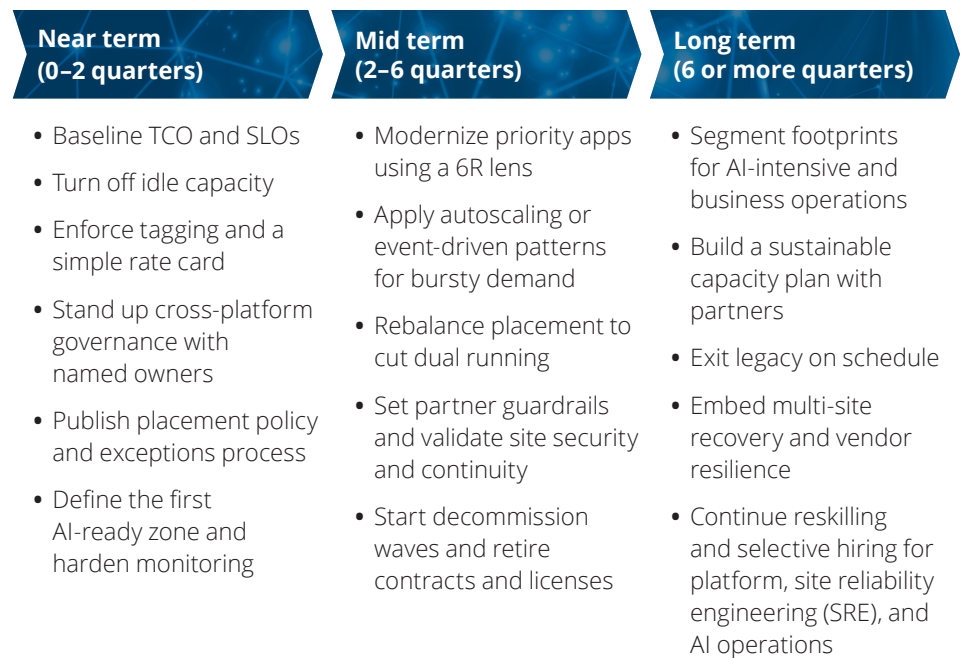 Near term
(0–2 quarters)
• Baseline TCO and SLOs
• Turn off idle capacity
• Enforce tagging and a
simple rate card
• Stand up cross-platform
governance with
named owners
• Publish placement policy
and exceptions process
• Define the first
AI-ready zone and
harden monitoring
Mid term
(2–6 quarters)
• Modernize priority apps
using a 6R lens
• Apply autoscaling or
event-driven patterns
for bursty demand
• Rebalance placement to
cut dual running
• Set partner guardrails
and validate site security
and continuity
• Start decommission
waves and retire
contracts and licenses
Long term
(6 or more quarters)
• Segment footprints
for AI-intensive and
business operations
• Build a sustainable
capacity plan with
partners
• Exit legacy on schedule
• Embed multi-site
recovery and vendor
resilience
• Continue reskilling
and selective hiring for
platform, site reliability
engineering (SRE), and
AI operations